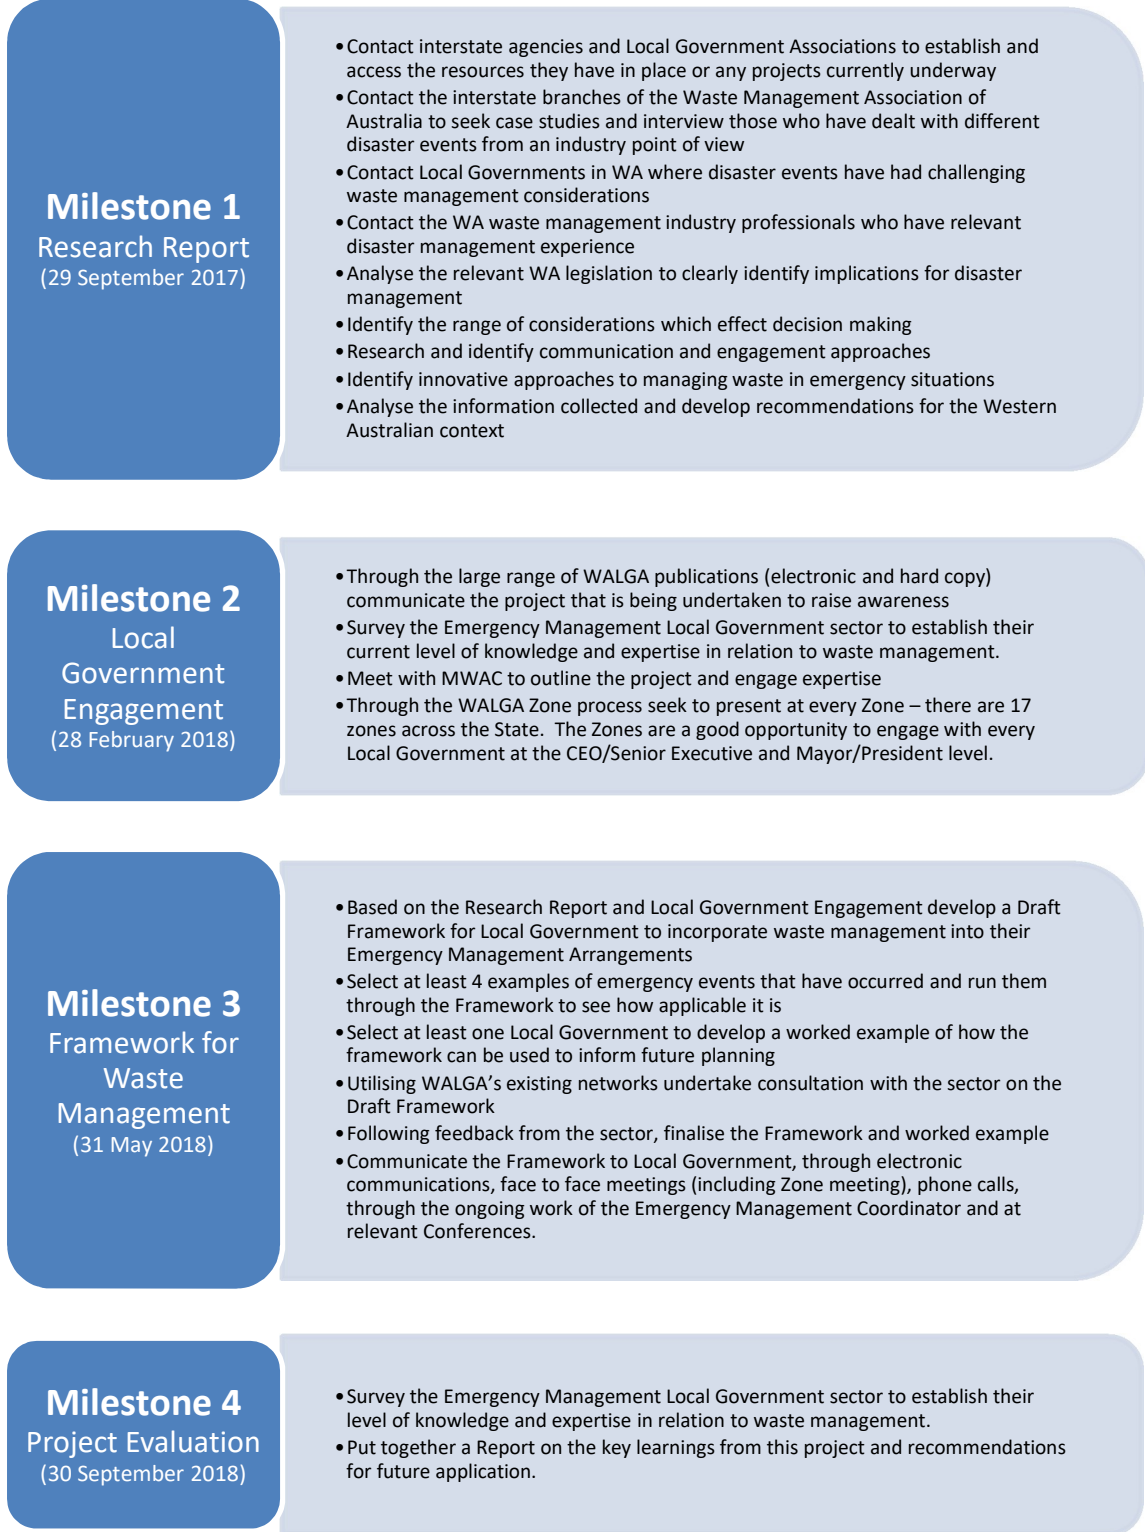 Milestone 1
Research Report
(29 September 2017)
•Contact interstate agencies and Local Government Associations to establish and
access the resources they have in place or any projects currently underway
•Contact the interstate branches of the Waste Management Association of
Australia to seek case studies and interview those who have dealt with different
disaster events from an industry point of view
•Contact Local Governments in WA where disaster events have had challenging
waste management considerations
•Contact the WA waste management industry professionals who have relevant
disaster management experience
•Analyse the relevant WA legislation to clearly identify implications for disaster
management
•Identify the range of considerations which effect decision making
•Research and identify communication and engagement approaches
•Identify innovative approaches to managing waste in emergency situations
•Analyse the information collected and develop recommendations for the Western
Australian context
Milestone 2
Local
Government
Engagement
(28 February 2018)
•Through the large range of WALGA publications (electronic and hard copy)
communicate the project that is being undertaken to raise awareness
•Survey the Emergency Management Local Government sector to establish their
current level of knowledge and expertise in relation to waste management.
•Meet with MWAC to outline the project and engage expertise
•Through the WALGA Zone process seek to present at every Zone – there are 17
zones across the State.  The Zones are a good opportunity to engage with every
Local Government at the CEO/Senior Executive and Mayor/President level.
Milestone 3
Framework for
Waste
Management
(31 May 2018)
•Based on the Research Report and Local Government Engagement develop a Draft
Framework for Local Government to incorporate waste management into their
Emergency Management Arrangements
•Select at least 4 examples of emergency events that have occurred and run them
through the Framework to see how applicable it is
•Select at least one Local Government to develop a worked example of how the
framework can be used to inform future planning
•Utilising WALGA’s existing networks undertake consultation with the sector on the
Draft Framework
•Following feedback from the sector, finalise the Framework and worked example
•Communicate the Framework to Local Government, through electronic
communications, face to face meetings (including Zone meeting), phone calls,
through the ongoing work of the Emergency Management Coordinator and at
relevant Conferences.
Milestone 4
Project Evaluation
(30 September 2018)
•Survey the Emergency Management Local Government sector to establish their
level of knowledge and expertise in relation to waste management.
•Put together a Report on the key learnings from this project and recommendations
for future application.